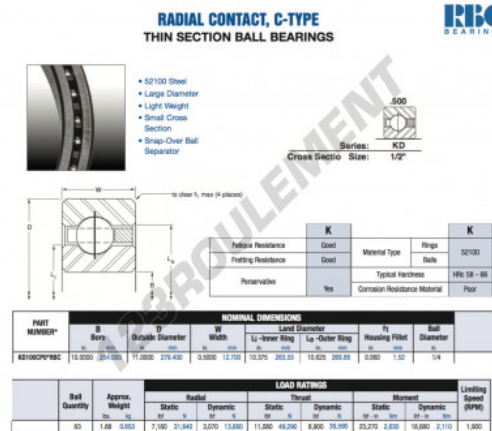 RADIAL CONTACT, C-TYPE
THIN SECTION BALL BEARINGS
RBC
BEARING
• 52100 Steel
• Large Diameter
• Light Weight
• Small Cross
Section
• Snap-Over Ball
Separator
.500
Series: KD
Cross Sectio Size: 1/2"
W
to clear f₁ max (4 places)
D
K
K
Fatigue Resistance Good Material Type Rings 52100
Fretting Resistance Good Balls
Perservative Yes Typical Hardness HRc 58 - 66
Corrosion Resistance Material Poor
123ROULEMENT
PART NUMBER* NOMINAL DIMENSIONS
B Bore D Outside Diameter W Width Land Diameter f₁ Housing Fillet Ball Diameter
L₁ -Inner Ring L₀ -Outer Ring
in. mm in. mm in. mm in. mm in. mm in. mm in.
KD100CP0*RBC 10.0000 254.000 11.0000 279.400 0.5000 12.700 10.375 263.53 10.625 269.88 0.060 1.52 1/4
Ball Quantity Approx. Weight LOAD RATINGS Limiting Speed (RPM)
Radial Thrust Moment
Static Dynamic Static Dynamic Static Dynamic
lbs. kg lbf N lbf N lbf N lbf N lbf - in Nm lbf - in Nm
63 1.88 0.853 7,180 31,940 3,070 13,660 11,080 49,290 8,800 23,270 2,630 18,680 2,110 1,900